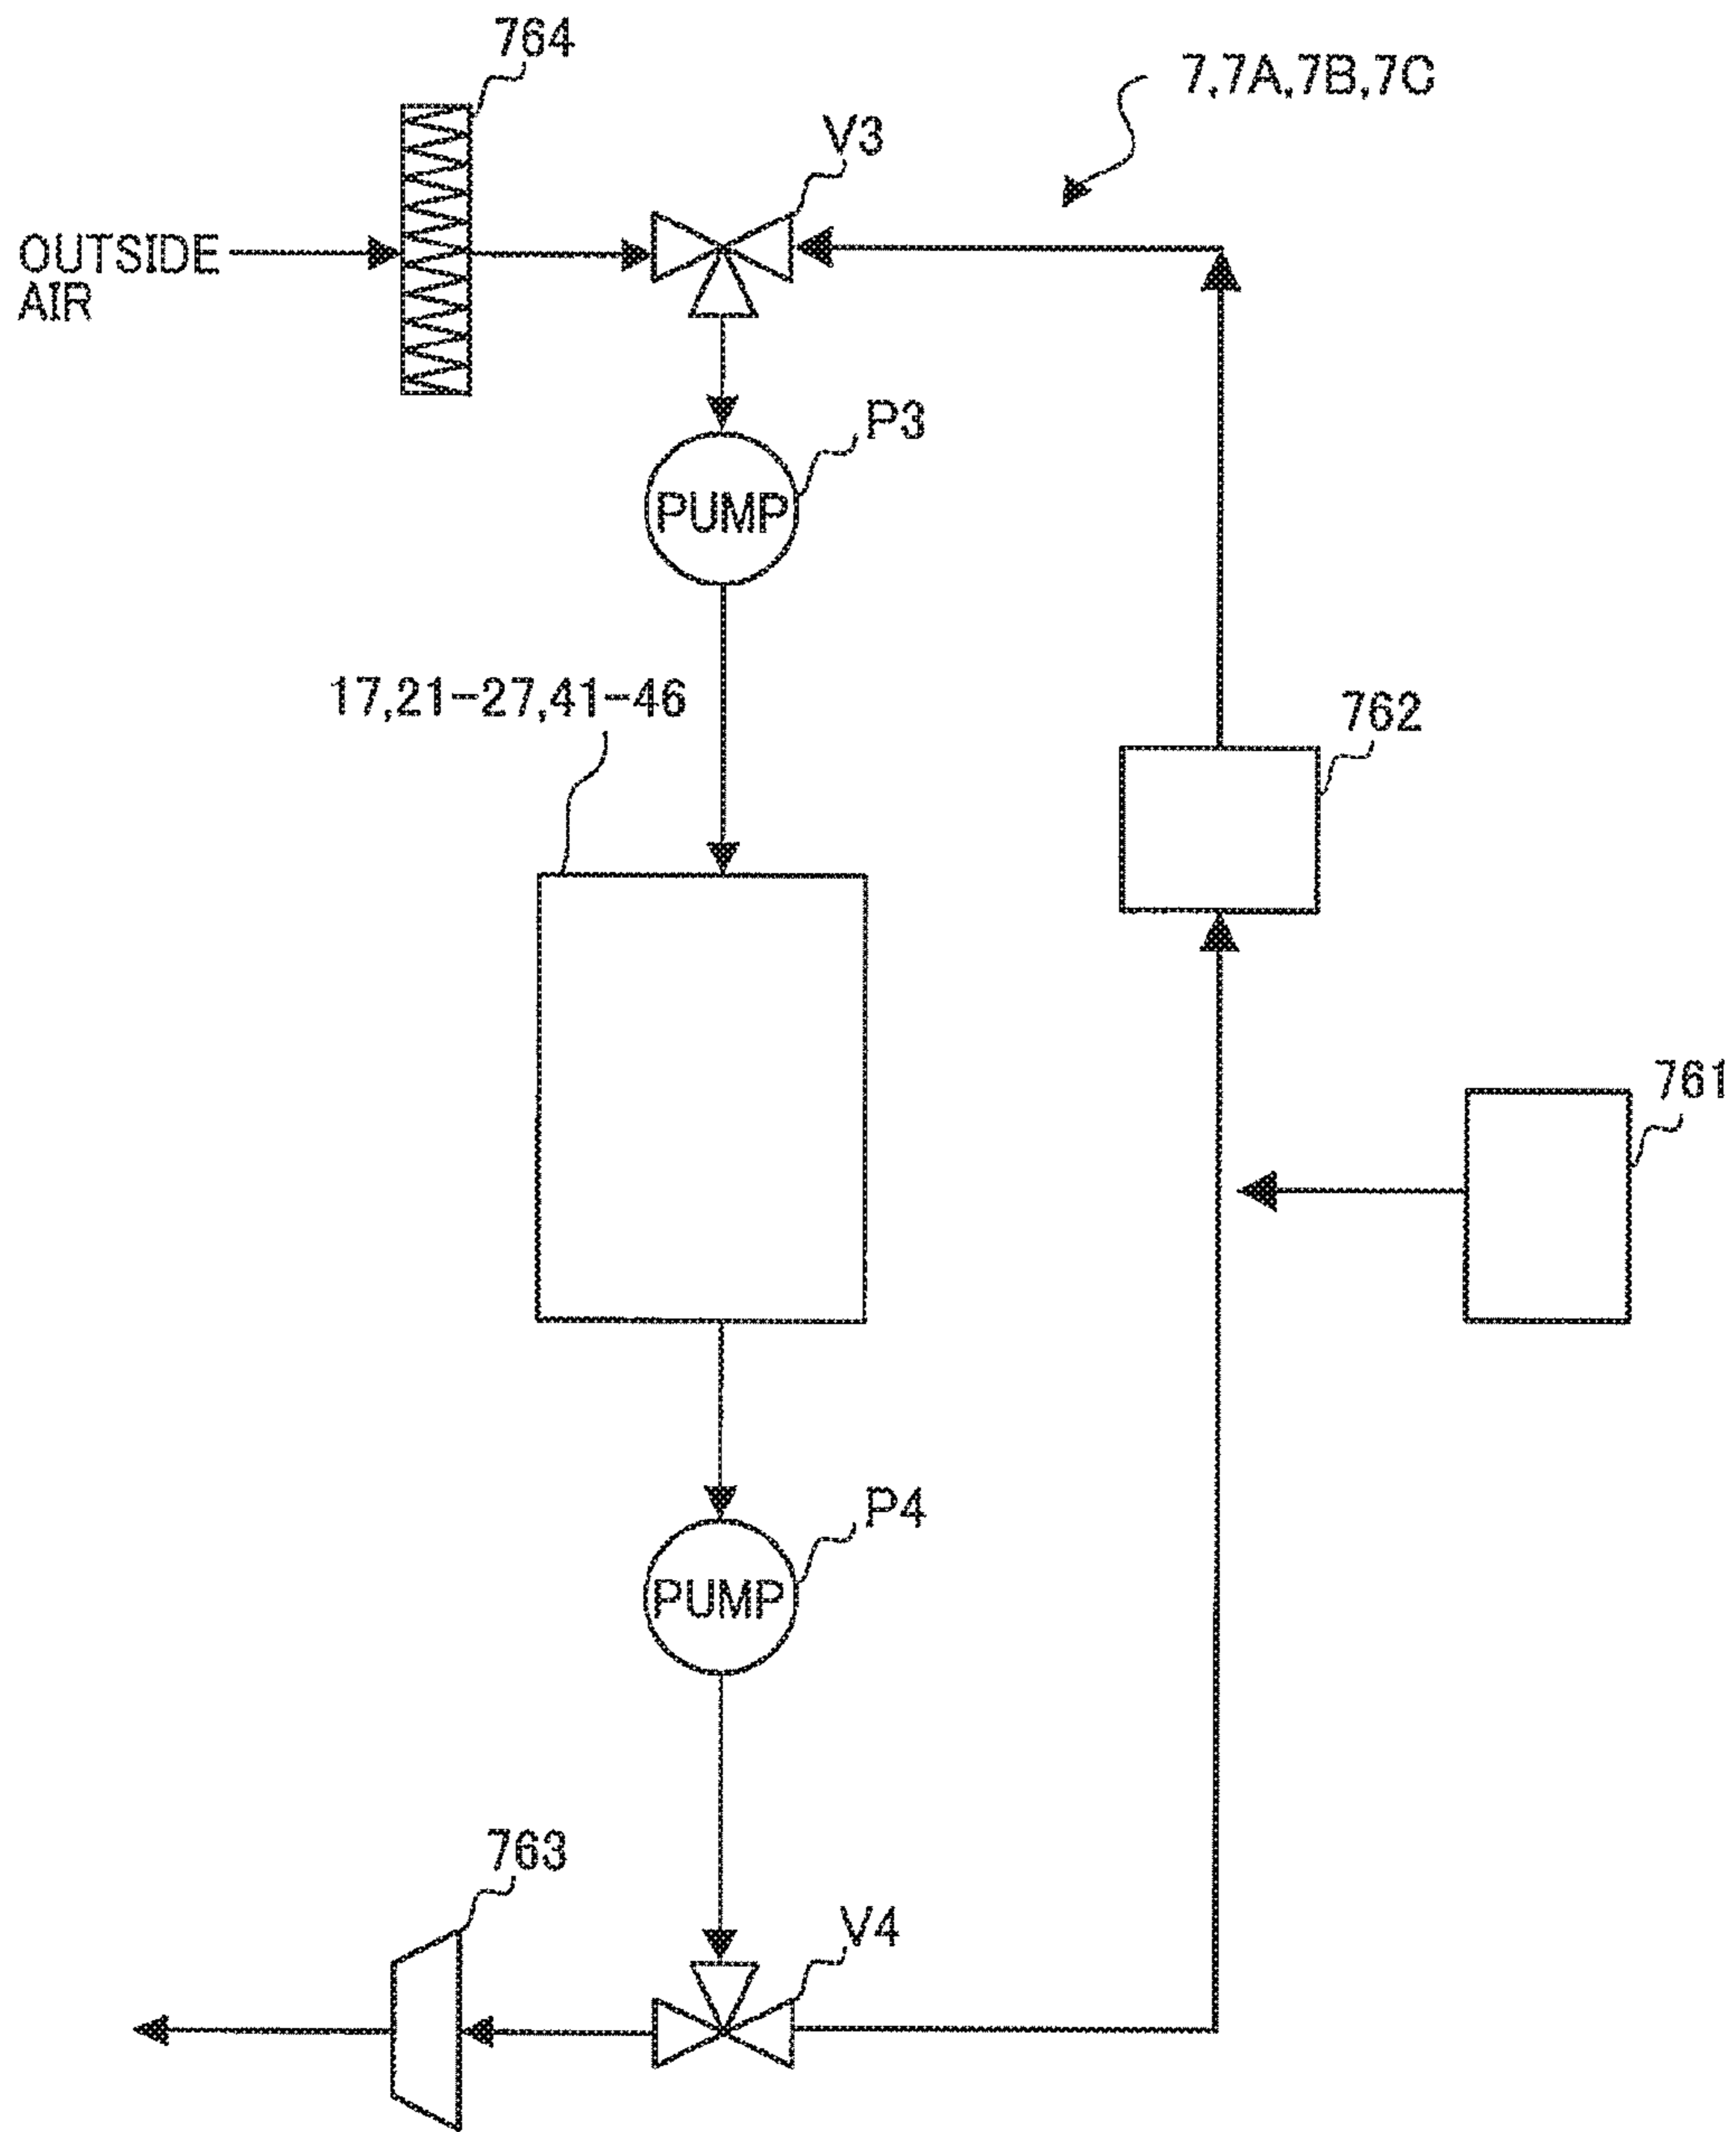 764
7,7A,7B,7C
V3
OUTSIDE
AIR
P3
PUMP
17,21-27,41-46
762
761
P4
PUMP
763
V4